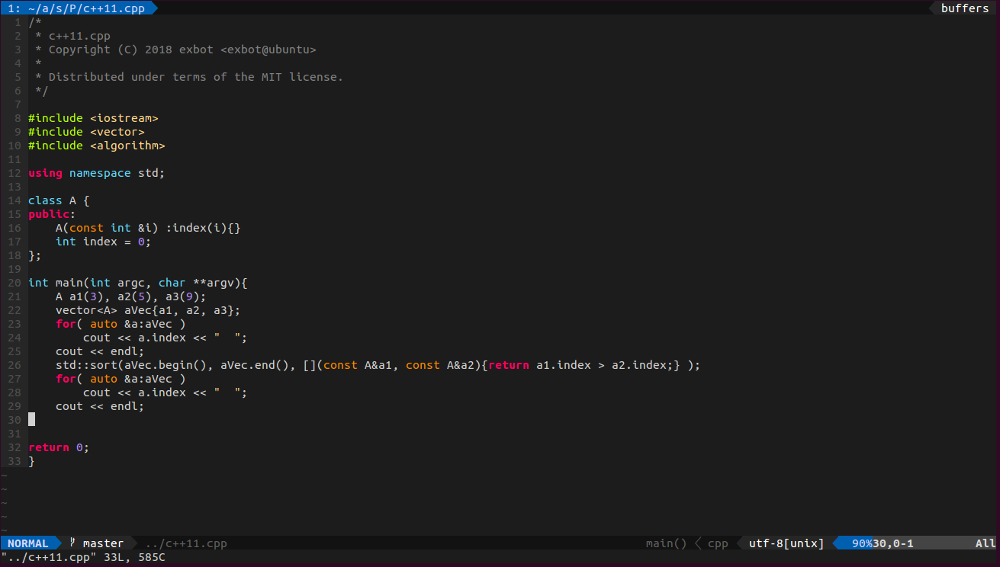 1: ~/a/s/P/c++11.cpp buffers
1 /*
2  * c++11.cpp
3  * Copyright (C) 2018 exbot <exbot@ubuntu>
4  *
5  * Distributed under terms of the MIT license.
6  */
7
8 #include <iostream>
9 #include <vector>
10 #include <algorithm>
11
12 using namespace std;
13
14 class A {
15 public:
16     A(const int &i) :index(i){}
17     int index = 0;
18 };
19
20 int main(int argc, char **argv){
21     A a1(3), a2(5), a3(9);
22     vector<A> aVec{a1, a2, a3};
23     for( auto &a:aVec )
24         cout << a.index << "  ";
25     cout << endl;
26     std::sort(aVec.begin(), aVec.end(), [](const A&a1, const A&a2){return a1.index > a2.index;} );
27     for( auto &a:aVec )
28         cout << a.index << "  ";
29     cout << endl;
30
31
32 return 0;
33 }
~
~
~
~
~
NORMAL master ../c++11.cpp main() cpp utf-8[unix] 90%30,0-1 All
"../c++11.cpp" 33L, 585C